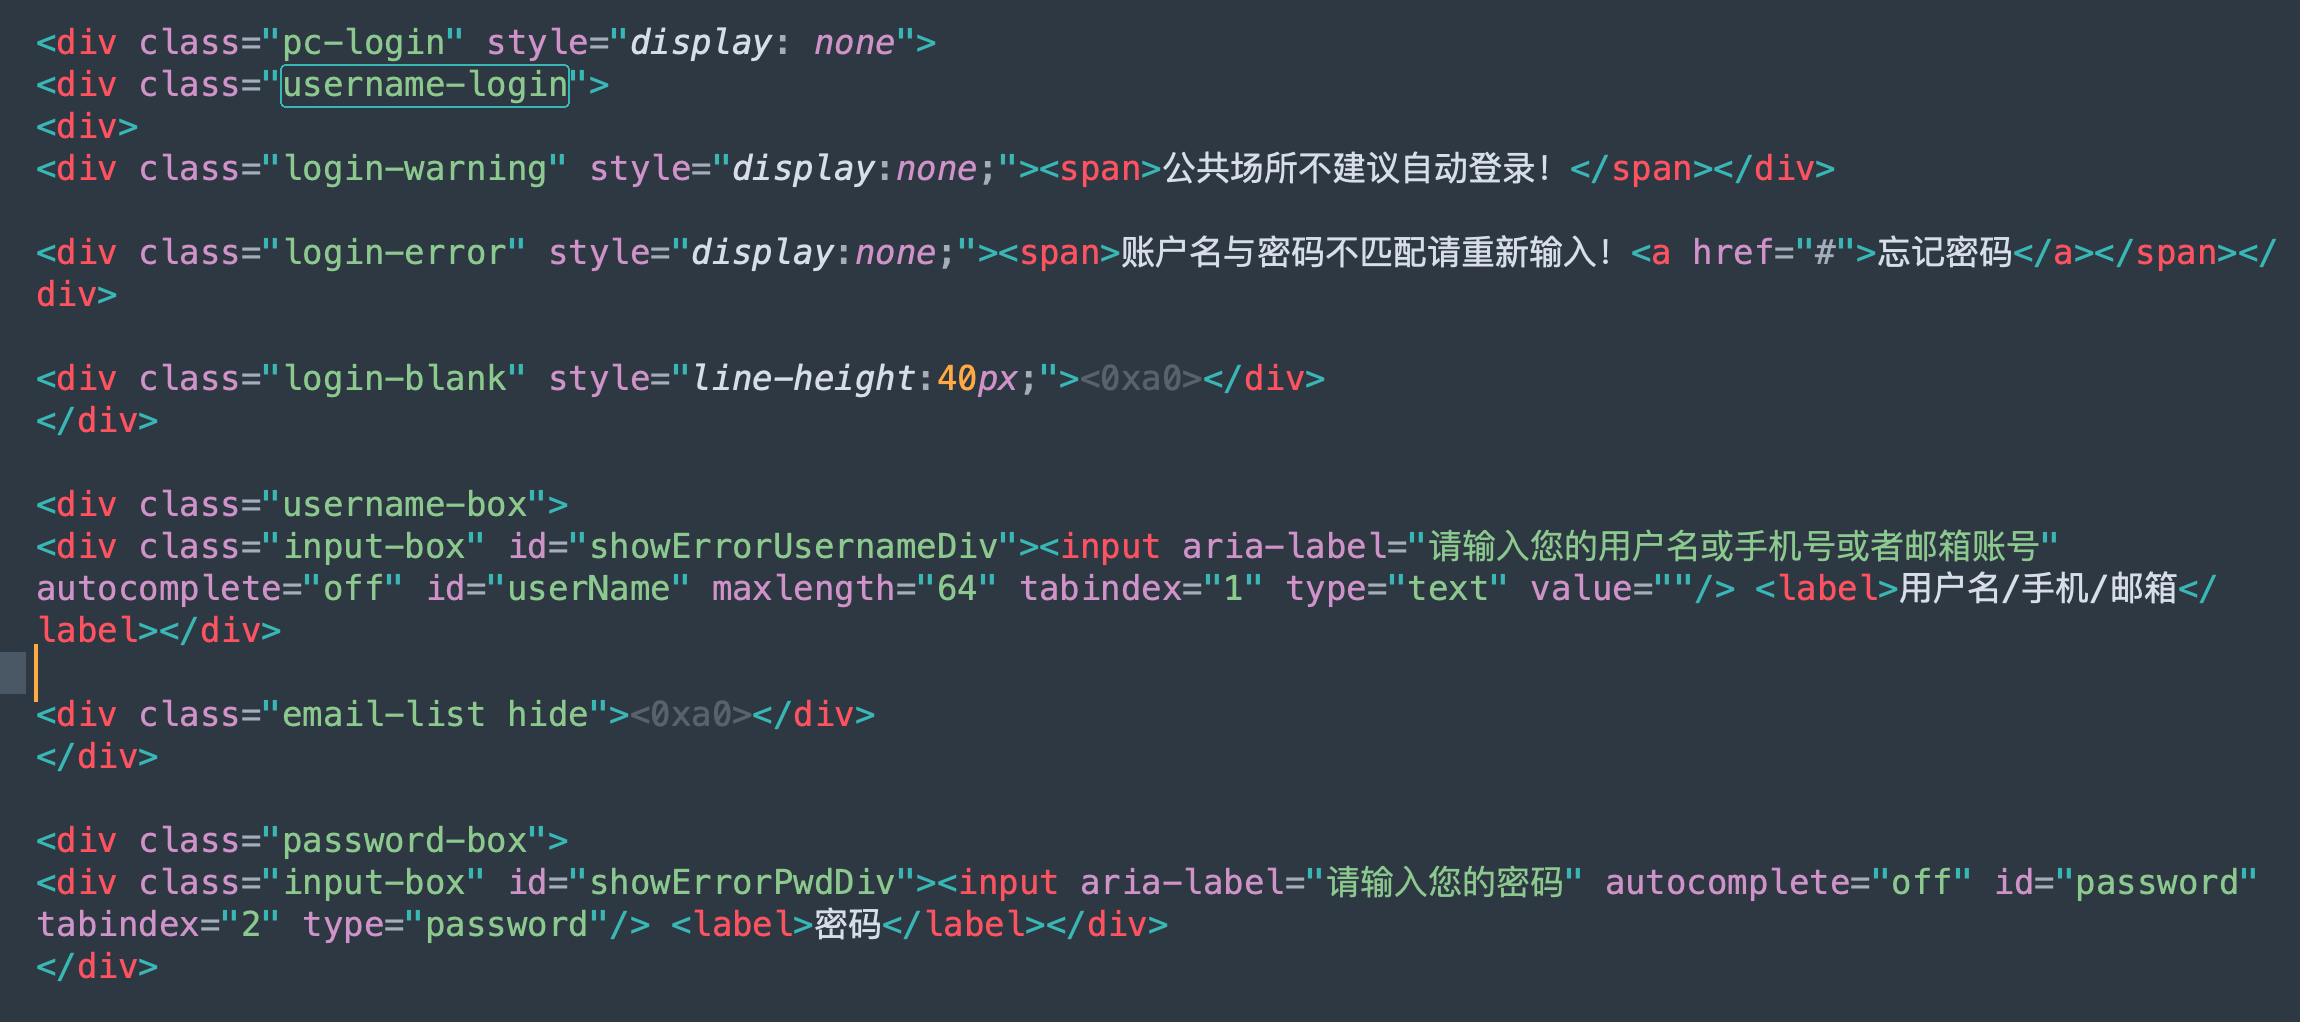 <div class="pc-login" style="display: none">
<div class="username-login">
<div>
<div class="login-warning" style="display:none;"><span>公共场所不建议自动登录！</span></div>
<div class="login-error" style="display:none;"><span>账户名与密码不匹配请重新输入！<a href="#">忘记密码</a></span></
div>
<div class="login-blank" style="line-height:40px;"><0xa0></div>
</div>
<div class="username-box">
<div class="input-box" id="showErrorUsernameDiv"><input aria-label="请输入您的用户名或手机号或者邮箱账号"
autocomplete="off" id="userName" maxlength="64" tabindex="1" type="text" value=""/> <label>用户名/手机/邮箱</
label></div>
<div class="email-list hide"><0xa0></div>
</div>
<div class="password-box">
<div class="input-box" id="showErrorPwdDiv"><input aria-label="请输入您的密码" autocomplete="off" id="password"
tabindex="2" type="password"/> <label>密码</label></div>
</div>